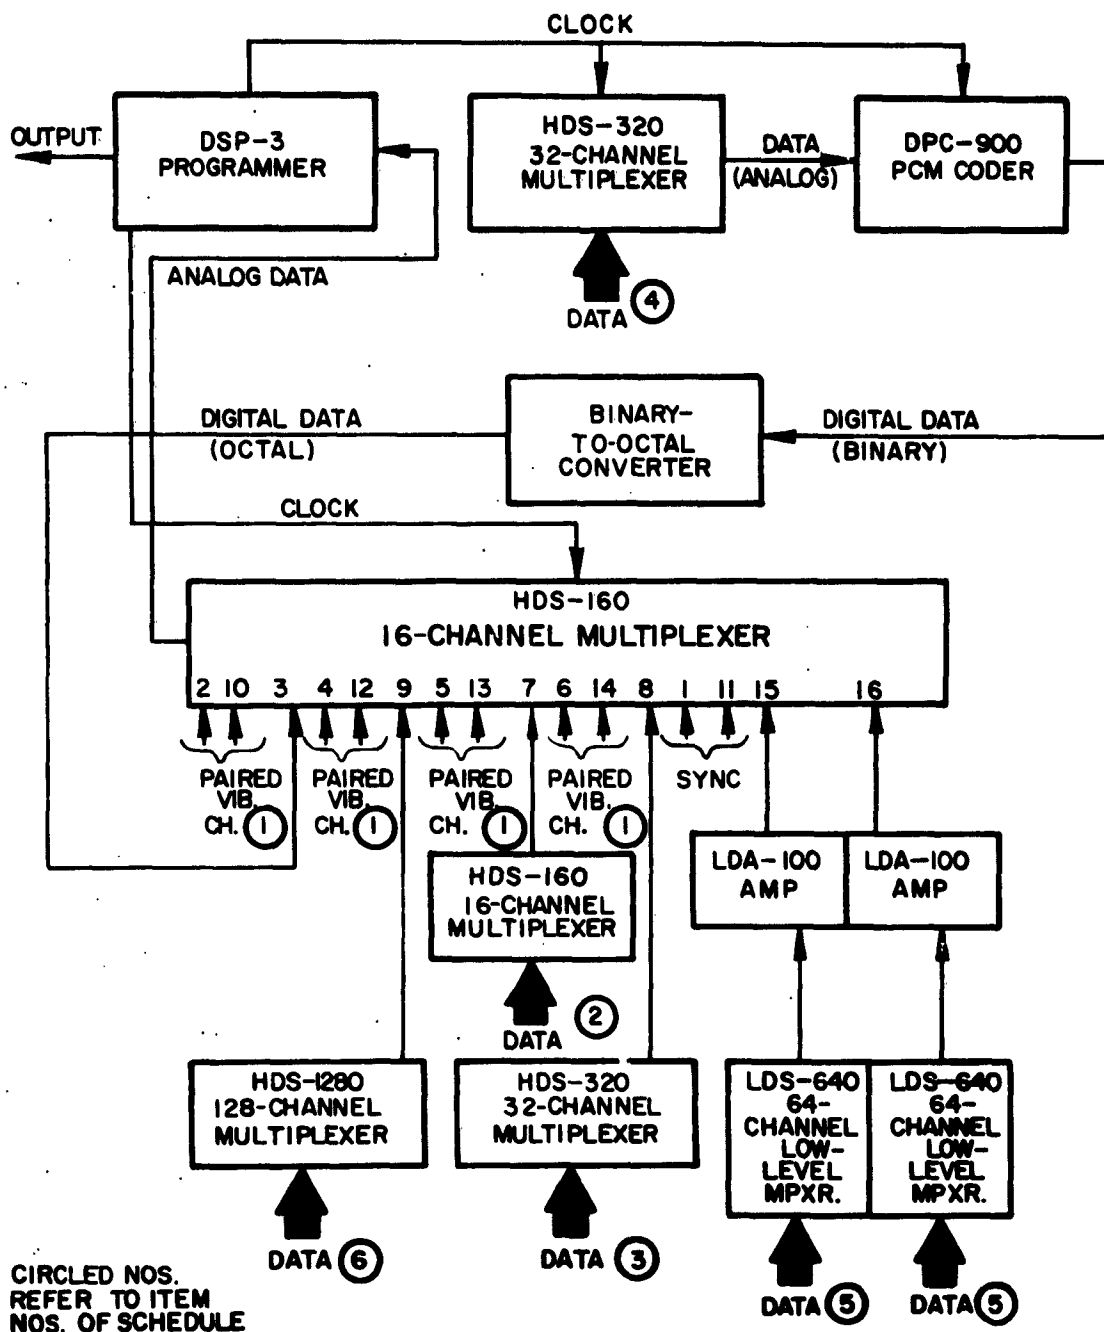 CLOCK
OUTPUT
DSP-3
PROGRAMMER
HDS-320
32-CHANNEL
MULTIPLEXER
DATA
(ANALOG)
DPC-900
PCM CODER
ANALOG DATA
DATA 4
DIGITAL DATA
(OCTAL)
BINARY-
TO-OCTAL
CONVERTER
DIGITAL DATA
(BINARY)
CLOCK
HDS-160
16-CHANNEL MULTIPLEXER
2 10 3 4 12 9 5 13 7 6 14 8 1 11 15 16
PAIRED
VIB.
CH. 1
PAIRED
VIB.
CH. 1
PAIRED
VIB.
CH. 1
PAIRED
VIB.
CH. 1
SYNC
HDS-160
16-CHANNEL
MULTIPLEXER
DATA 2
LDA-100
AMP
LDA-100
AMP
HDS-1280
128-CHANNEL
MULTIPLEXER
DATA 6
HDS-320
32-CHANNEL
MULTIPLEXER
DATA 3
LDS-640
64-
CHANNEL
LOW-
LEVEL
MPXR.
DATA 5
LDS-640
64-
CHANNEL
LOW-
LEVEL
MPXR.
DATA 5
CIRCLED NOS.
REFER TO ITEM
NOS. OF SCHEDULE